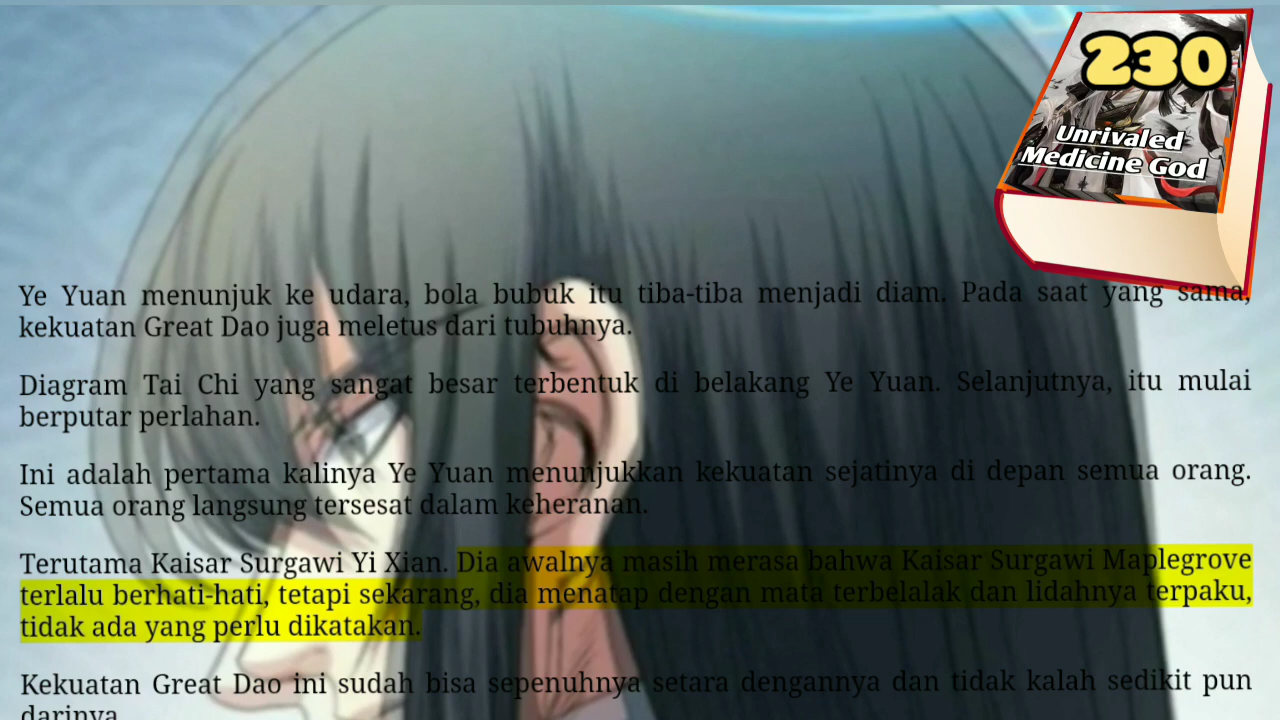 230
Unrivaled
Medicine God
Ye Yuan menunjuk ke udara, bola bubuk itu tiba-tiba menjadi diam. Pada saat yang sama,
kekuatan Great Dao juga meletus dari tubuhnya.
Diagram Tai Chi yang sangat besar terbentuk di belakang Ye Yuan. Selanjutnya, itu mulai
berputar perlahan.
Ini adalah pertama kalinya Ye Yuan menunjukkan kekuatan sejatinya di depan semua orang.
Semua orang langsung tersesat dalam keheranan.
Terutama Kaisar Surgawi Yi Xian. Dia awalnya masih merasa bahwa Kaisar Surgawi Maplegrove
terlalu berhati-hati, tetapi sekarang, dia menatap dengan mata terbelalak dan lidahnya terpaku,
tidak ada yang perlu dikatakan.
Kekuatan Great Dao ini sudah bisa sepenuhnya setara dengannya dan tidak kalah sedikit pun
darinya.